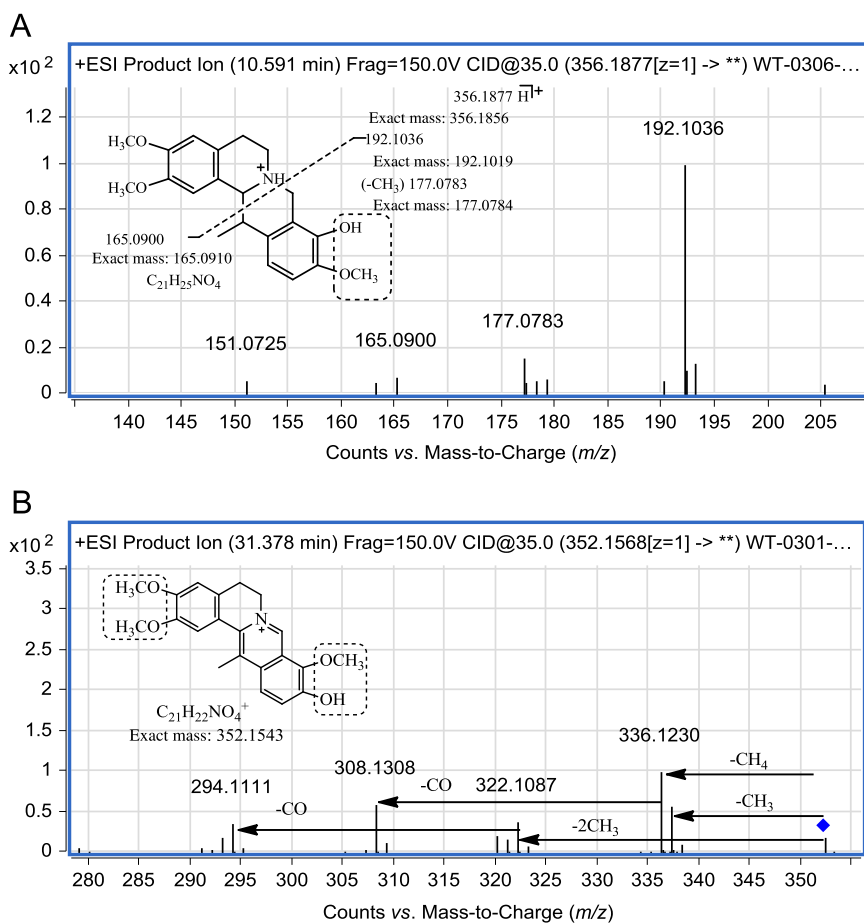 A
+ESI Product Ion (10.591 min) Frag=150.0V CID@35.0 (356.1877[z=1] -> **) WT-0306-...
x10²
356.1877 H⌉+
Exact mass: 356.1856
192.1036
Exact mass: 192.1019
(-CH₃) 177.0783
Exact mass: 177.0784
192.1036
H₃CO
H₃CO
+
NH
OH
OCH₃
165.0900
Exact mass: 165.0910
C₂₁H₂₅NO₄
1.2
1
0.8
0.6
0.4
0.2
0
151.0725
165.0900
177.0783
140 145 150 155 160 165 170 175 180 185 190 195 200 205
Counts vs. Mass-to-Charge (m/z)
B
+ESI Product Ion (31.378 min) Frag=150.0V CID@35.0 (352.1568[z=1] -> **) WT-0301-...
x10²
3.5
3
2.5
2
1.5
1
0.5
0
H₃CO
H₃CO
N
+
OCH₃
OH
C₂₁H₂₂NO₄⁺
Exact mass: 352.1543
336.1230
308.1308
294.1111
322.1087
-CH₄
-CO
-CH₃
-CO
-2CH₃
280 285 290 295 300 305 310 315 320 325 330 335 340 345 350
Counts vs. Mass-to-Charge (m/z)